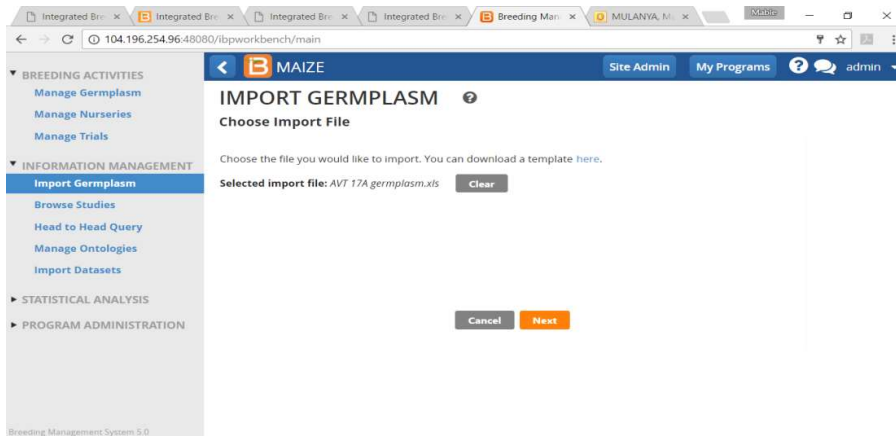 Integrated Bre
Integrated Bre
Integrated Bre
Integrated Bre
Breeding Man
MULANYA, M
Mable
104.196.254.96:48080/ibpworkbench/main
MAIZE
Site Admin
My Programs
admin
BREEDING ACTIVITIES
Manage Germplasm
Manage Nurseries
Manage Trials
INFORMATION MANAGEMENT
Import Germplasm
Browse Studies
Head to Head Query
Manage Ontologies
Import Datasets
STATISTICAL ANALYSIS
PROGRAM ADMINISTRATION
Breeding Management System 5.0
IMPORT GERMPLASM
Choose Import File
Choose the file you would like to import. You can download a template here.
Selected import file: AVT 17A germplasm.xls Clear
Cancel Next